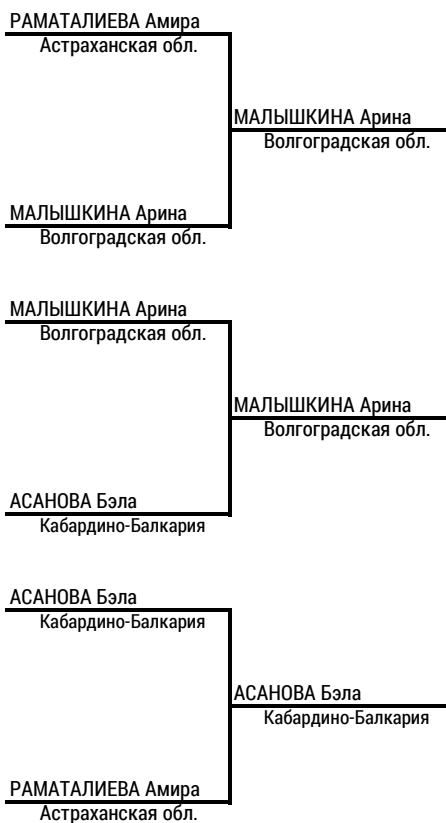 РАМАТАЛИЕВА Амира
Астраханская обл.
МАЛЫШКИНА Арина
Волгоградская обл.
МАЛЫШКИНА Арина
Волгоградская обл.
МАЛЫШКИНА Арина
Волгоградская обл.
МАЛЫШКИНА Арина
Волгоградская обл.
АСАНОВА Бэла
Кабардино-Балкария
АСАНОВА Бэла
Кабардино-Балкария
АСАНОВА Бэла
Кабардино-Балкария
РАМАТАЛИЕВА Амира
Астраханская обл.